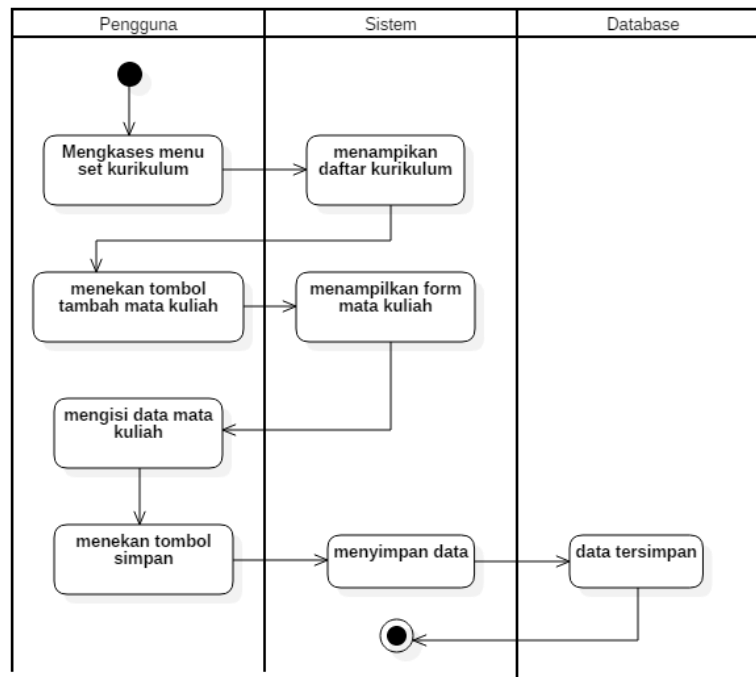 Pengguna
Sistem
Database
Mengkases menu
set kurikulum
menampikan
daftar kurikulum
menekan tombol
tambah mata kuliah
menampilkan form
mata kuliah
mengisi data mata
kuliah
menekan tombol
simpan
menyimpan data
data tersimpan